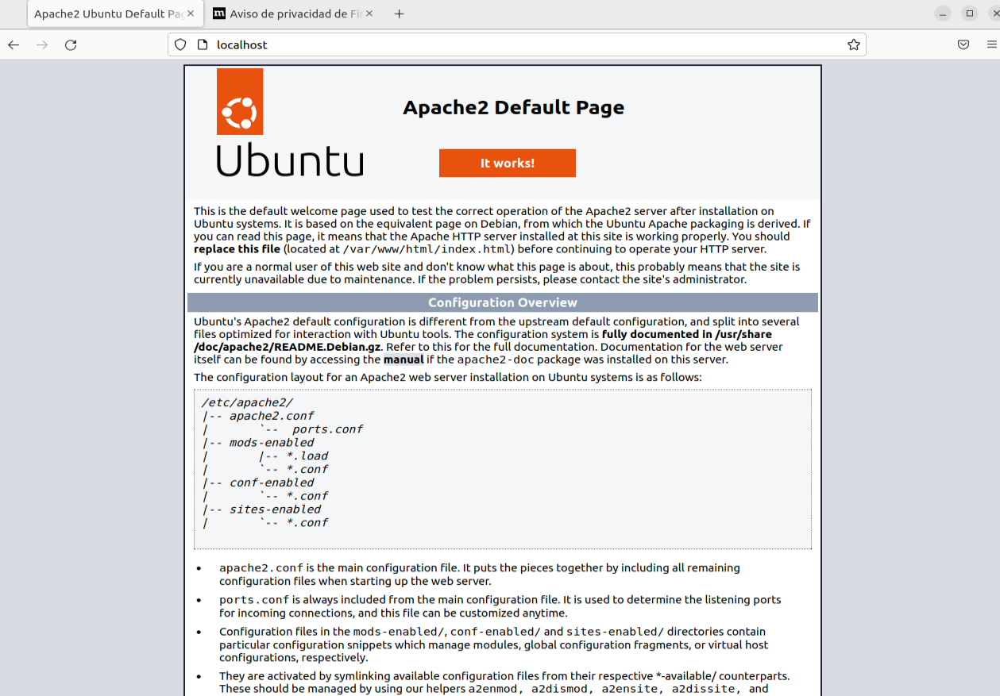 Apache2 Ubuntu Default Pag
Aviso de privacidad de Fir
localhost
Apache2 Default Page
Ubuntu
It works!
This is the default welcome page used to test the correct operation of the Apache2 server after installation on
Ubuntu systems. It is based on the equivalent page on Debian, from which the Ubuntu Apache packaging is derived. If
you can read this page, it means that the Apache HTTP server installed at this site is working properly. You should
replace this file (located at /var/www/html/index.html) before continuing to operate your HTTP server.
If you are a normal user of this web site and don't know what this page is about, this probably means that the site is
currently unavailable due to maintenance. If the problem persists, please contact the site's administrator.
Configuration Overview
Ubuntu's Apache2 default configuration is different from the upstream default configuration, and split into several
files optimized for interaction with Ubuntu tools. The configuration system is fully documented in /usr/share
/doc/apache2/README.Debian.gz. Refer to this for the full documentation. Documentation for the web server
itself can be found by accessing the manual if the apache2-doc package was installed on this server.
The configuration layout for an Apache2 web server installation on Ubuntu systems is as follows:
/etc/apache2/
|-- apache2.conf
|       `--  ports.conf
|-- mods-enabled
|       |-- *.load
|       `-- *.conf
|-- conf-enabled
|       `-- *.conf
|-- sites-enabled
|       `-- *.conf
• apache2.conf is the main configuration file. It puts the pieces together by including all remaining
configuration files when starting up the web server.
• ports.conf is always included from the main configuration file. It is used to determine the listening ports
for incoming connections, and this file can be customized anytime.
• Configuration files in the mods-enabled/, conf-enabled/ and sites-enabled/ directories contain
particular configuration snippets which manage modules, global configuration fragments, or virtual host
configurations, respectively.
• They are activated by symlinking available configuration files from their respective *-available/ counterparts.
These should be managed by using our helpers a2enmod, a2dismod, a2ensite, a2dissite, and